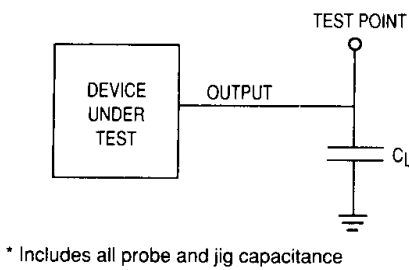 TEST POINT
DEVICE
UNDER
TEST
OUTPUT
CL
* Includes all probe and jig capacitance